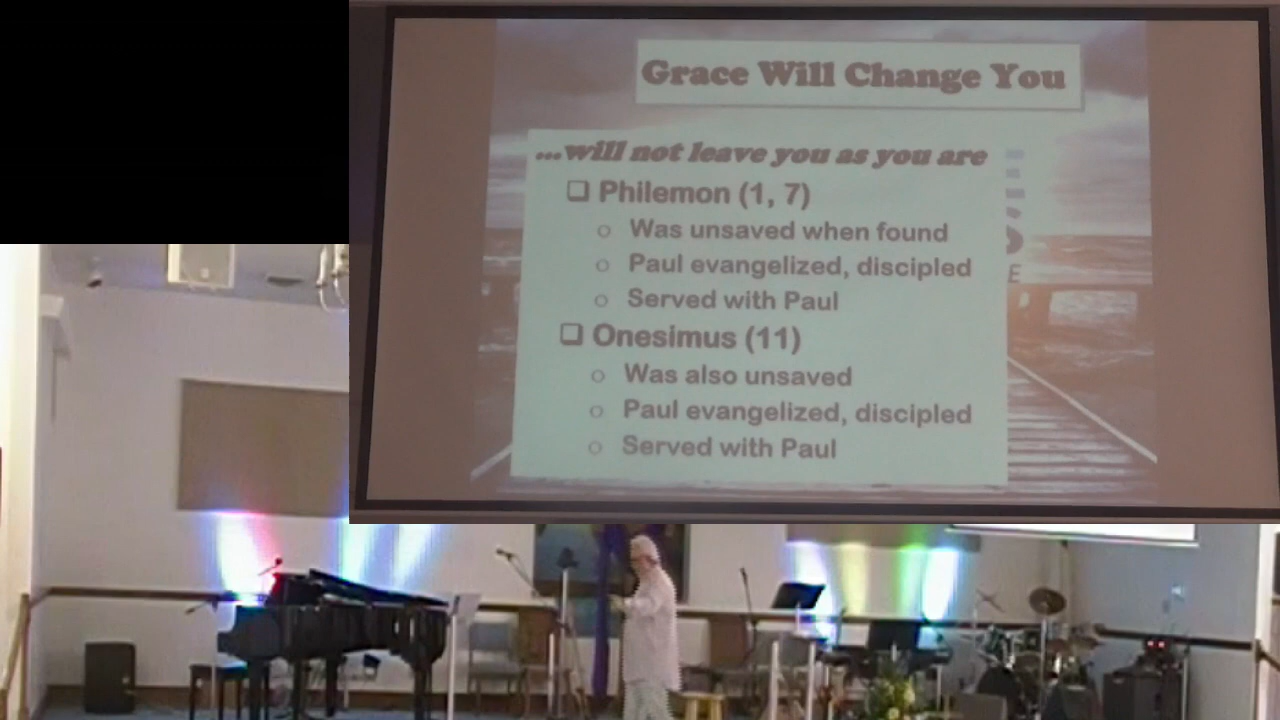 Grace Will Change You
...will not leave you as you are
❑ Philemon (1, 7)
o Was unsaved when found
o Paul evangelized, discipled
o Served with Paul
❑ Onesimus (11)
o Was also unsaved
o Paul evangelized, discipled
o Served with Paul